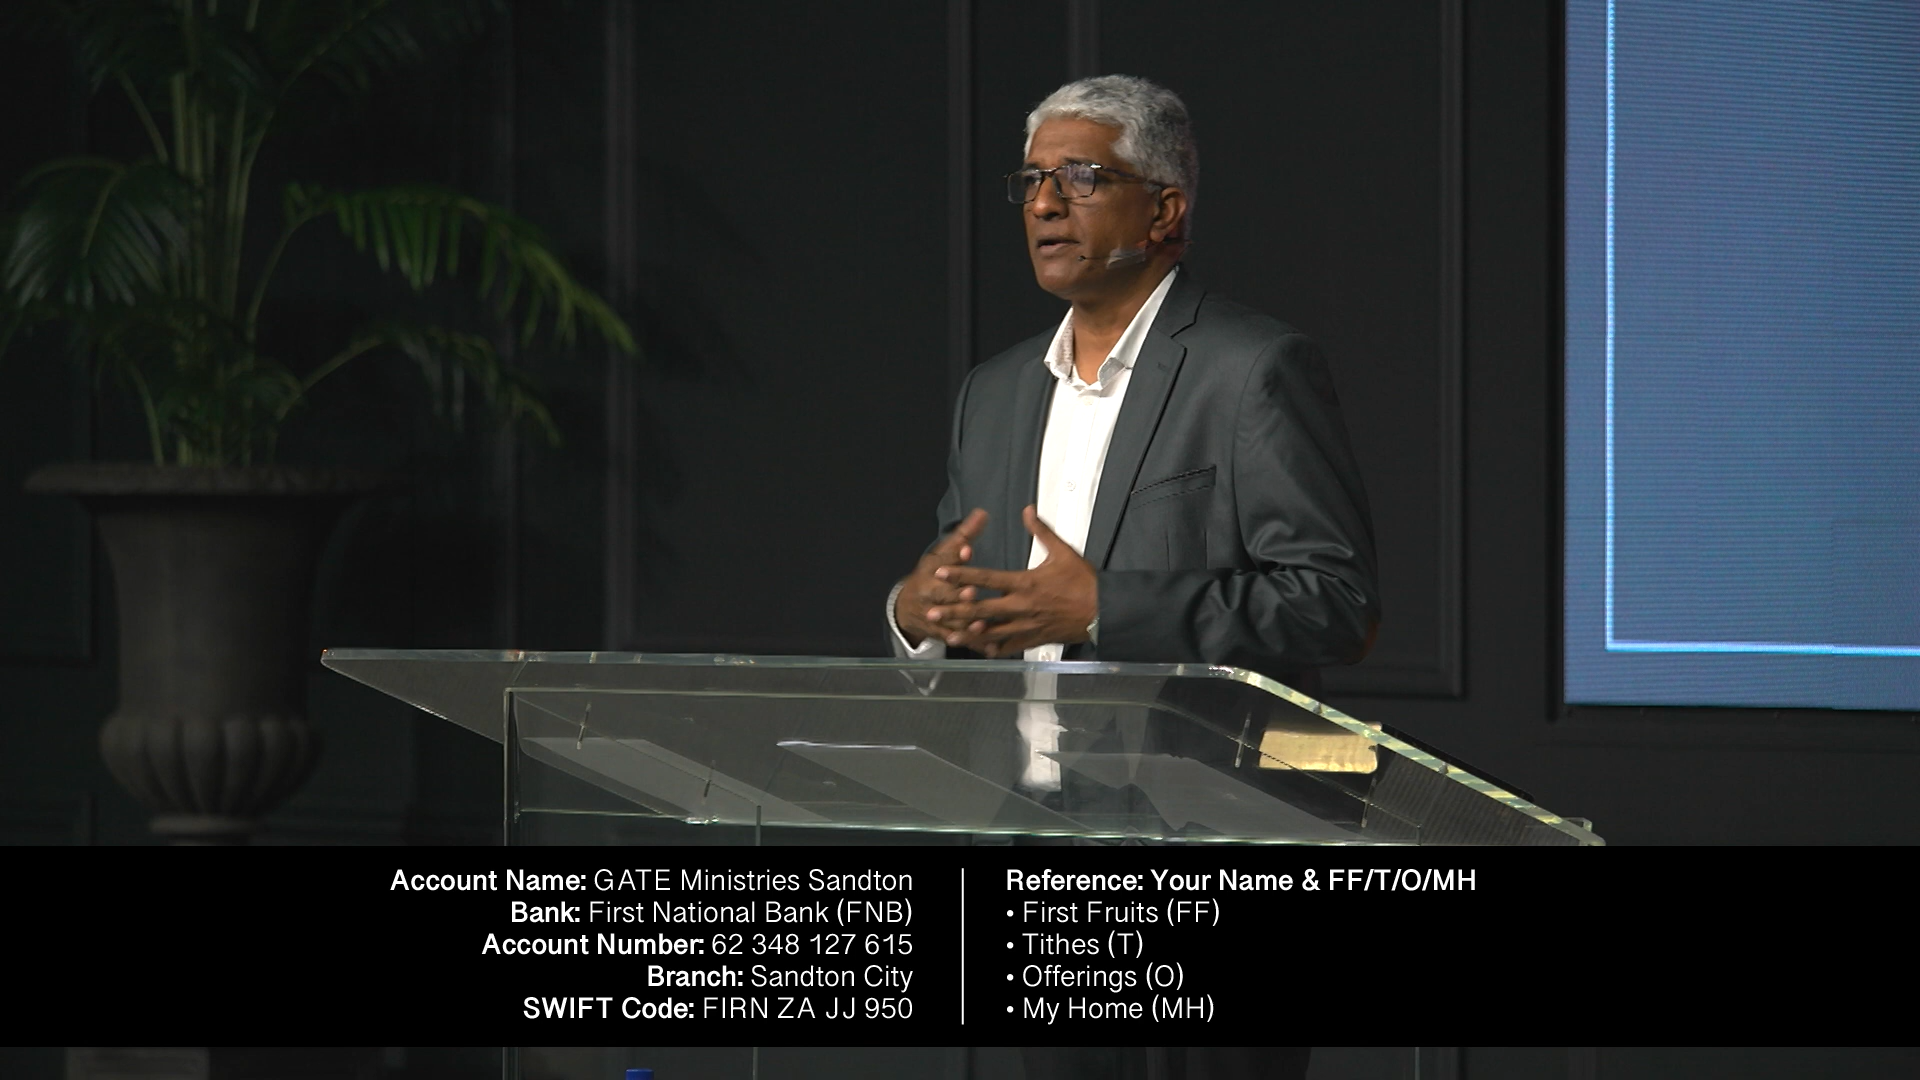 Account Name: GATE Ministries Sandton
Bank: First National Bank (FNB)
Account Number: 62 348 127 615
Branch: Sandton City
SWIFT Code: FIRN ZA JJ 950
Reference: Your Name & FF/T/O/MH
• First Fruits (FF)
• Tithes (T)
• Offerings (O)
• My Home (MH)